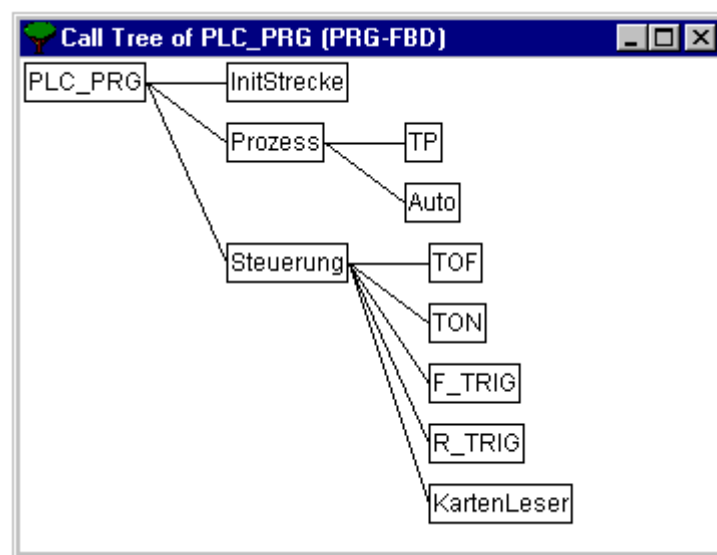 Call Tree of PLC_PRG (PRG-FBD)
PLC_PRG
InitStrecke
Prozess
TP
Auto
Steuerung
TOF
TON
F_TRIG
R_TRIG
KartenLeser